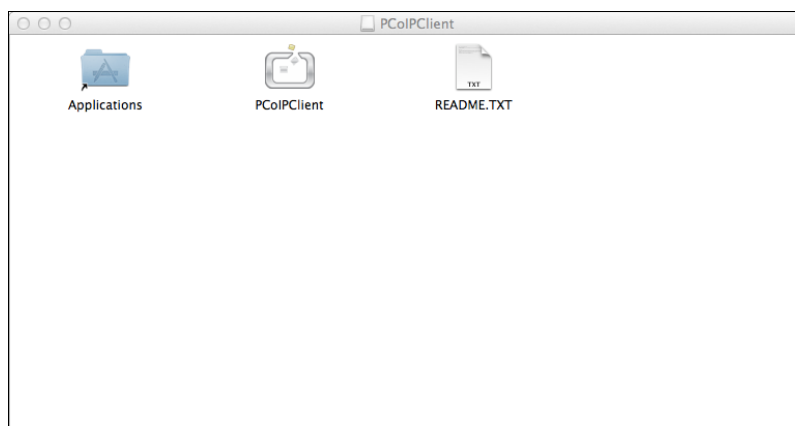 PCoIPClient
Applications
PCoIPClient
README.TXT
TXT